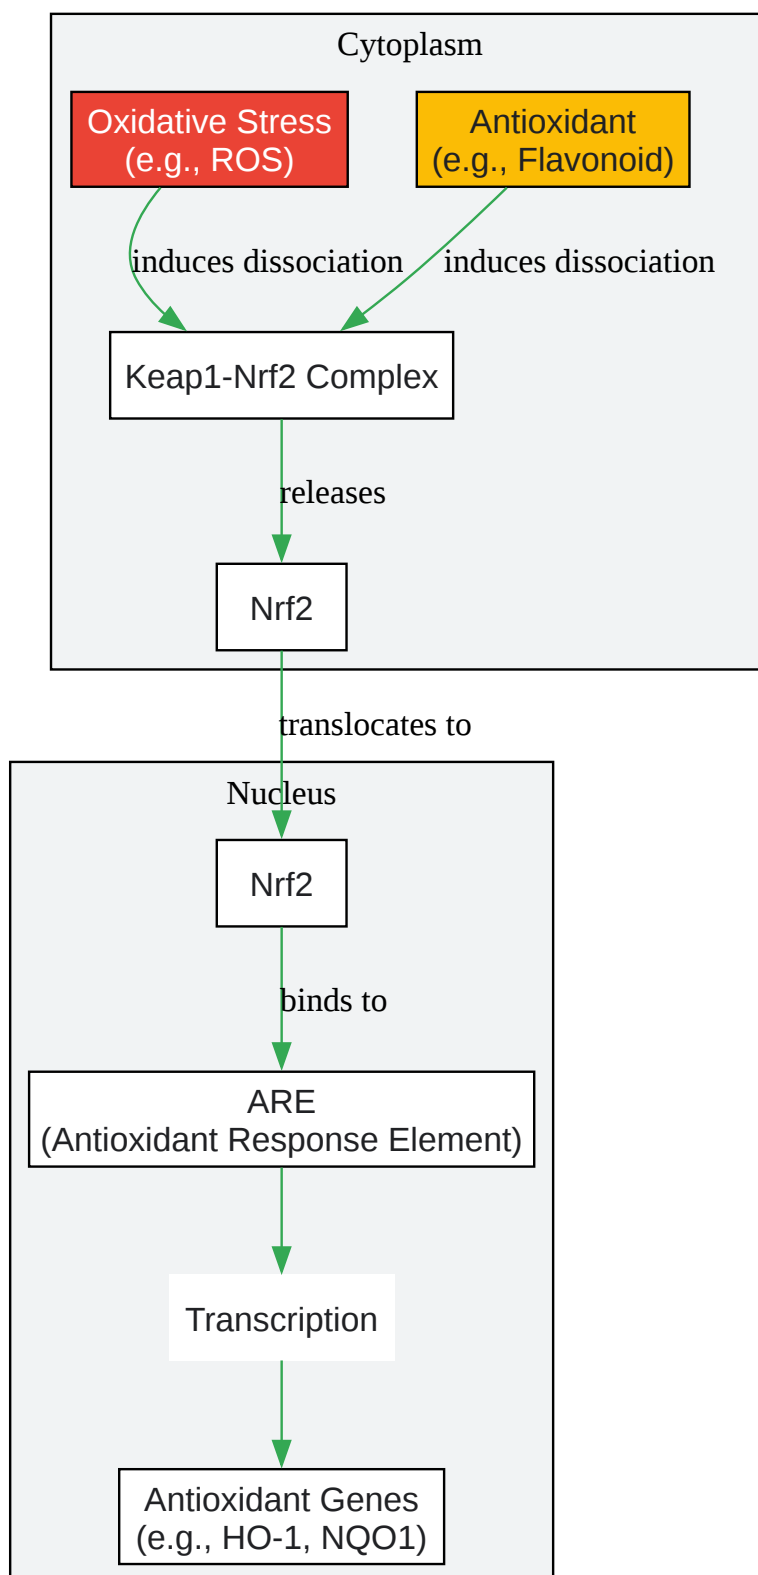 Cytoplasm
Oxidative Stress
(e.g., ROS)
Antioxidant
(e.g., Flavonoid)
induces dissociation
induces dissociation
Keap1-Nrf2 Complex
releases
Nrf2
translocates to
Nucleus
Nrf2
binds to
ARE
(Antioxidant Response Element)
Transcription
Antioxidant Genes
(e.g., HO-1, NQO1)